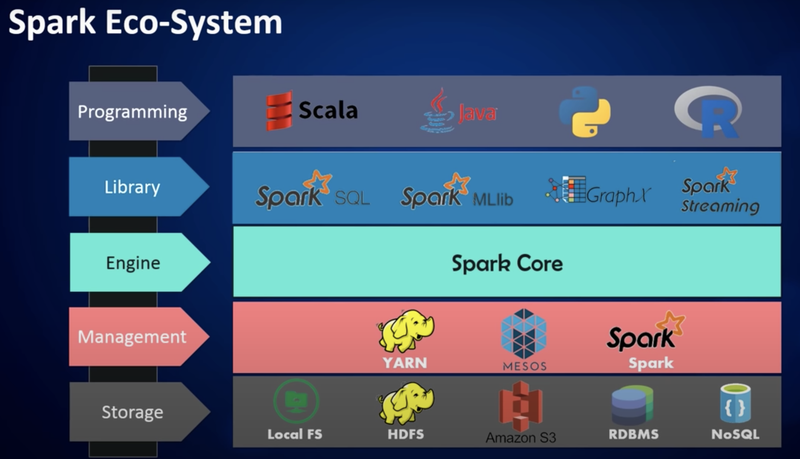 Spark Eco-System
Programming
Scala
Java
R
Library
Spark SQL
Spark MLlib
GraphX
Spark
Streaming
Engine
Spark Core
Management
YARN
MESOS
Spark
Spark
Storage
Local FS
HDFS
Amazon S3
RDBMS
{ }
NoSQL